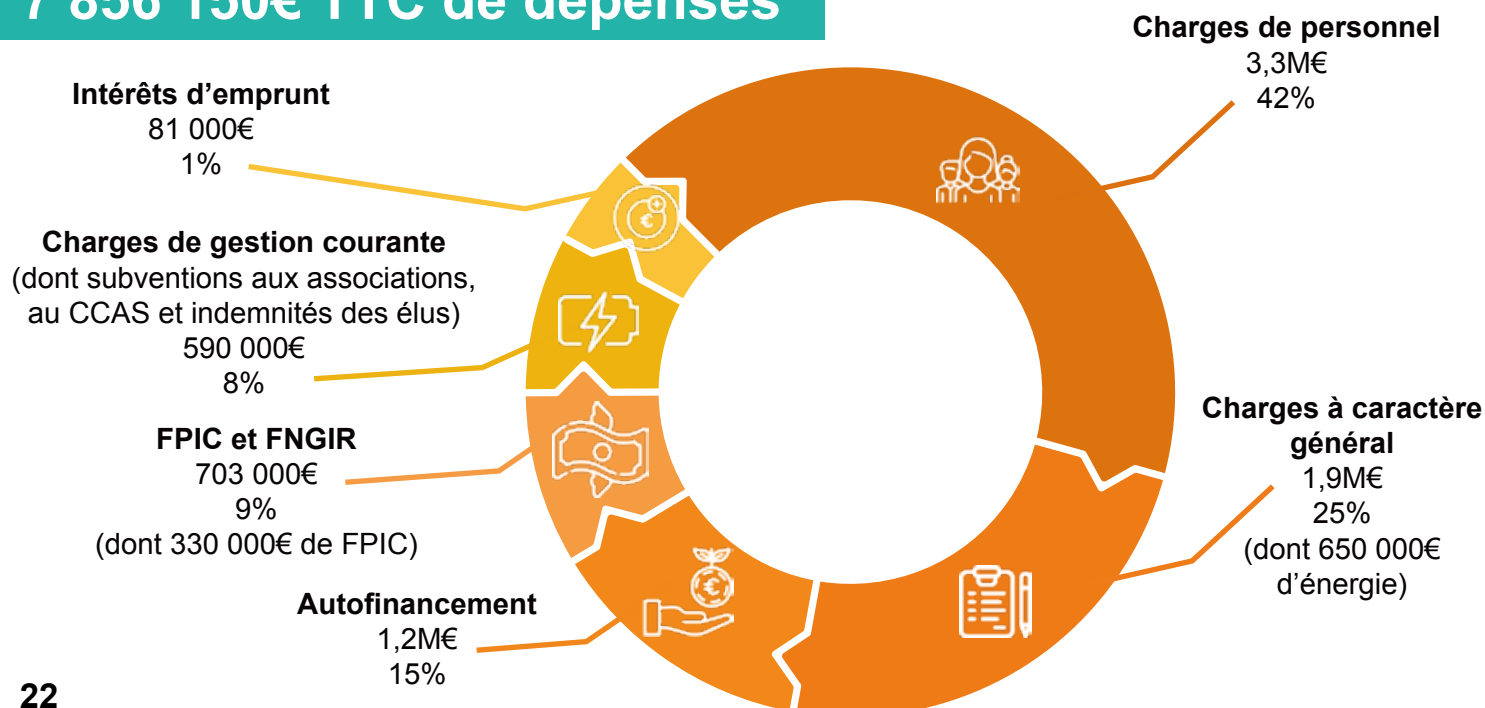 7 856 150€ TTC de dépenses
Charges de personnel
3,3M€
42%
Intérêts d'emprunt
81 000€
1%
Charges de gestion courante
(dont subventions aux associations,
au CCAS et indemnités des élus)
590 000€
8%
FPIC et FNGIR
703 000€
9%
(dont 330 000€ de FPIC)
Autofinancement
1,2M€
15%
Charges à caractère
général
1,9M€
25%
(dont 650 000€
d'énergie)
22